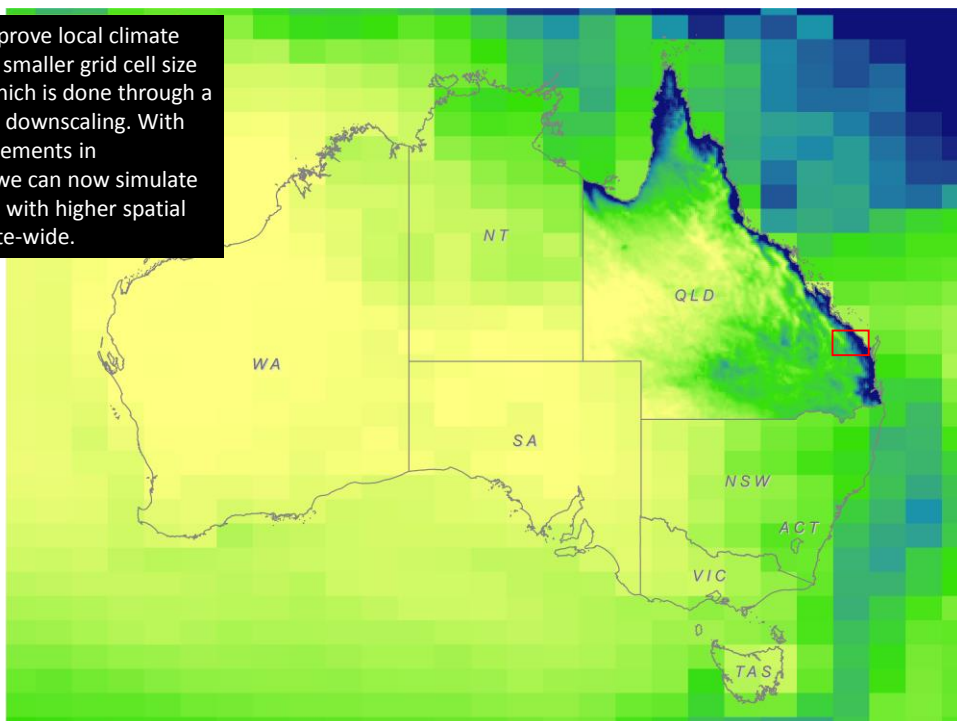 prove local climate
smaller grid cell size
hich is done through a
downscaling. With
ements in
we can now simulate
with higher spatial
te-wide.
NT
QLD
WA
SA
NSW
ACT
VIC
TAS